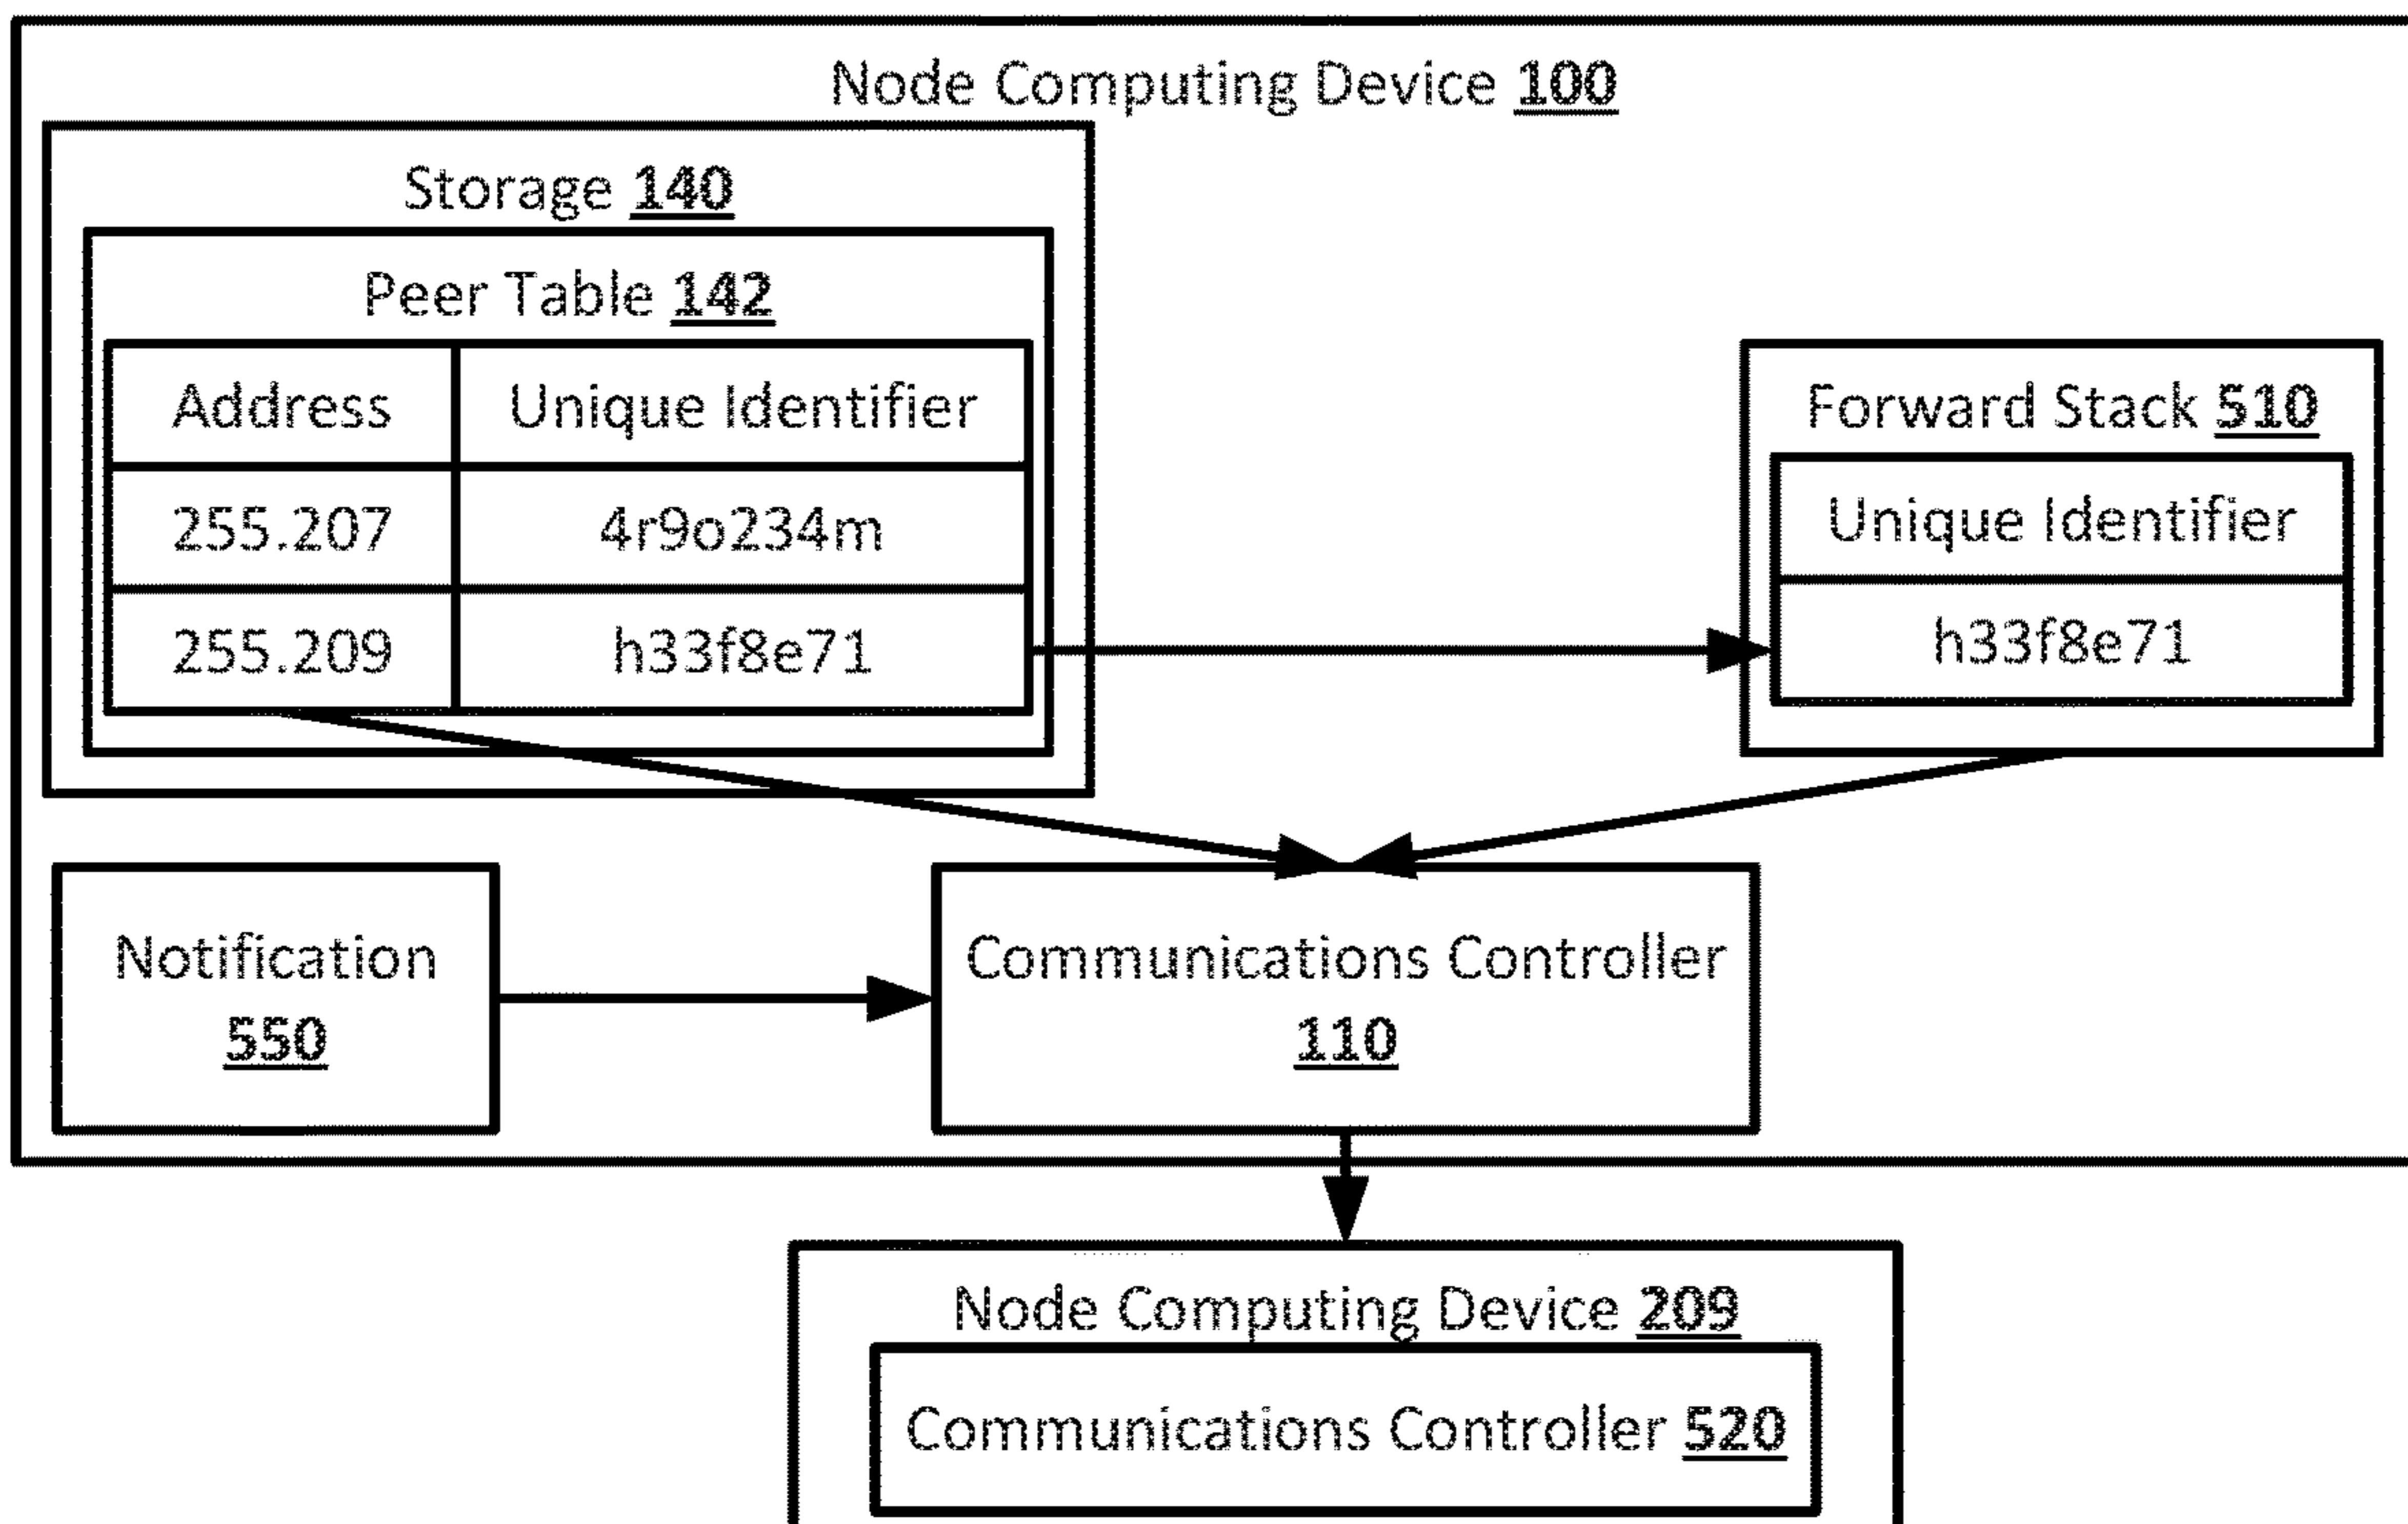 Node Computing Device 100
Storage 140
Peer Table 142
Address Unique Identifier
255.207 4r9o234m
255.209 h33f8e71
Forward Stack 510
Unique Identifier
h33f8e71
Notification
550
Communications Controller
110
Node Computing Device 209
Communications Controller 520